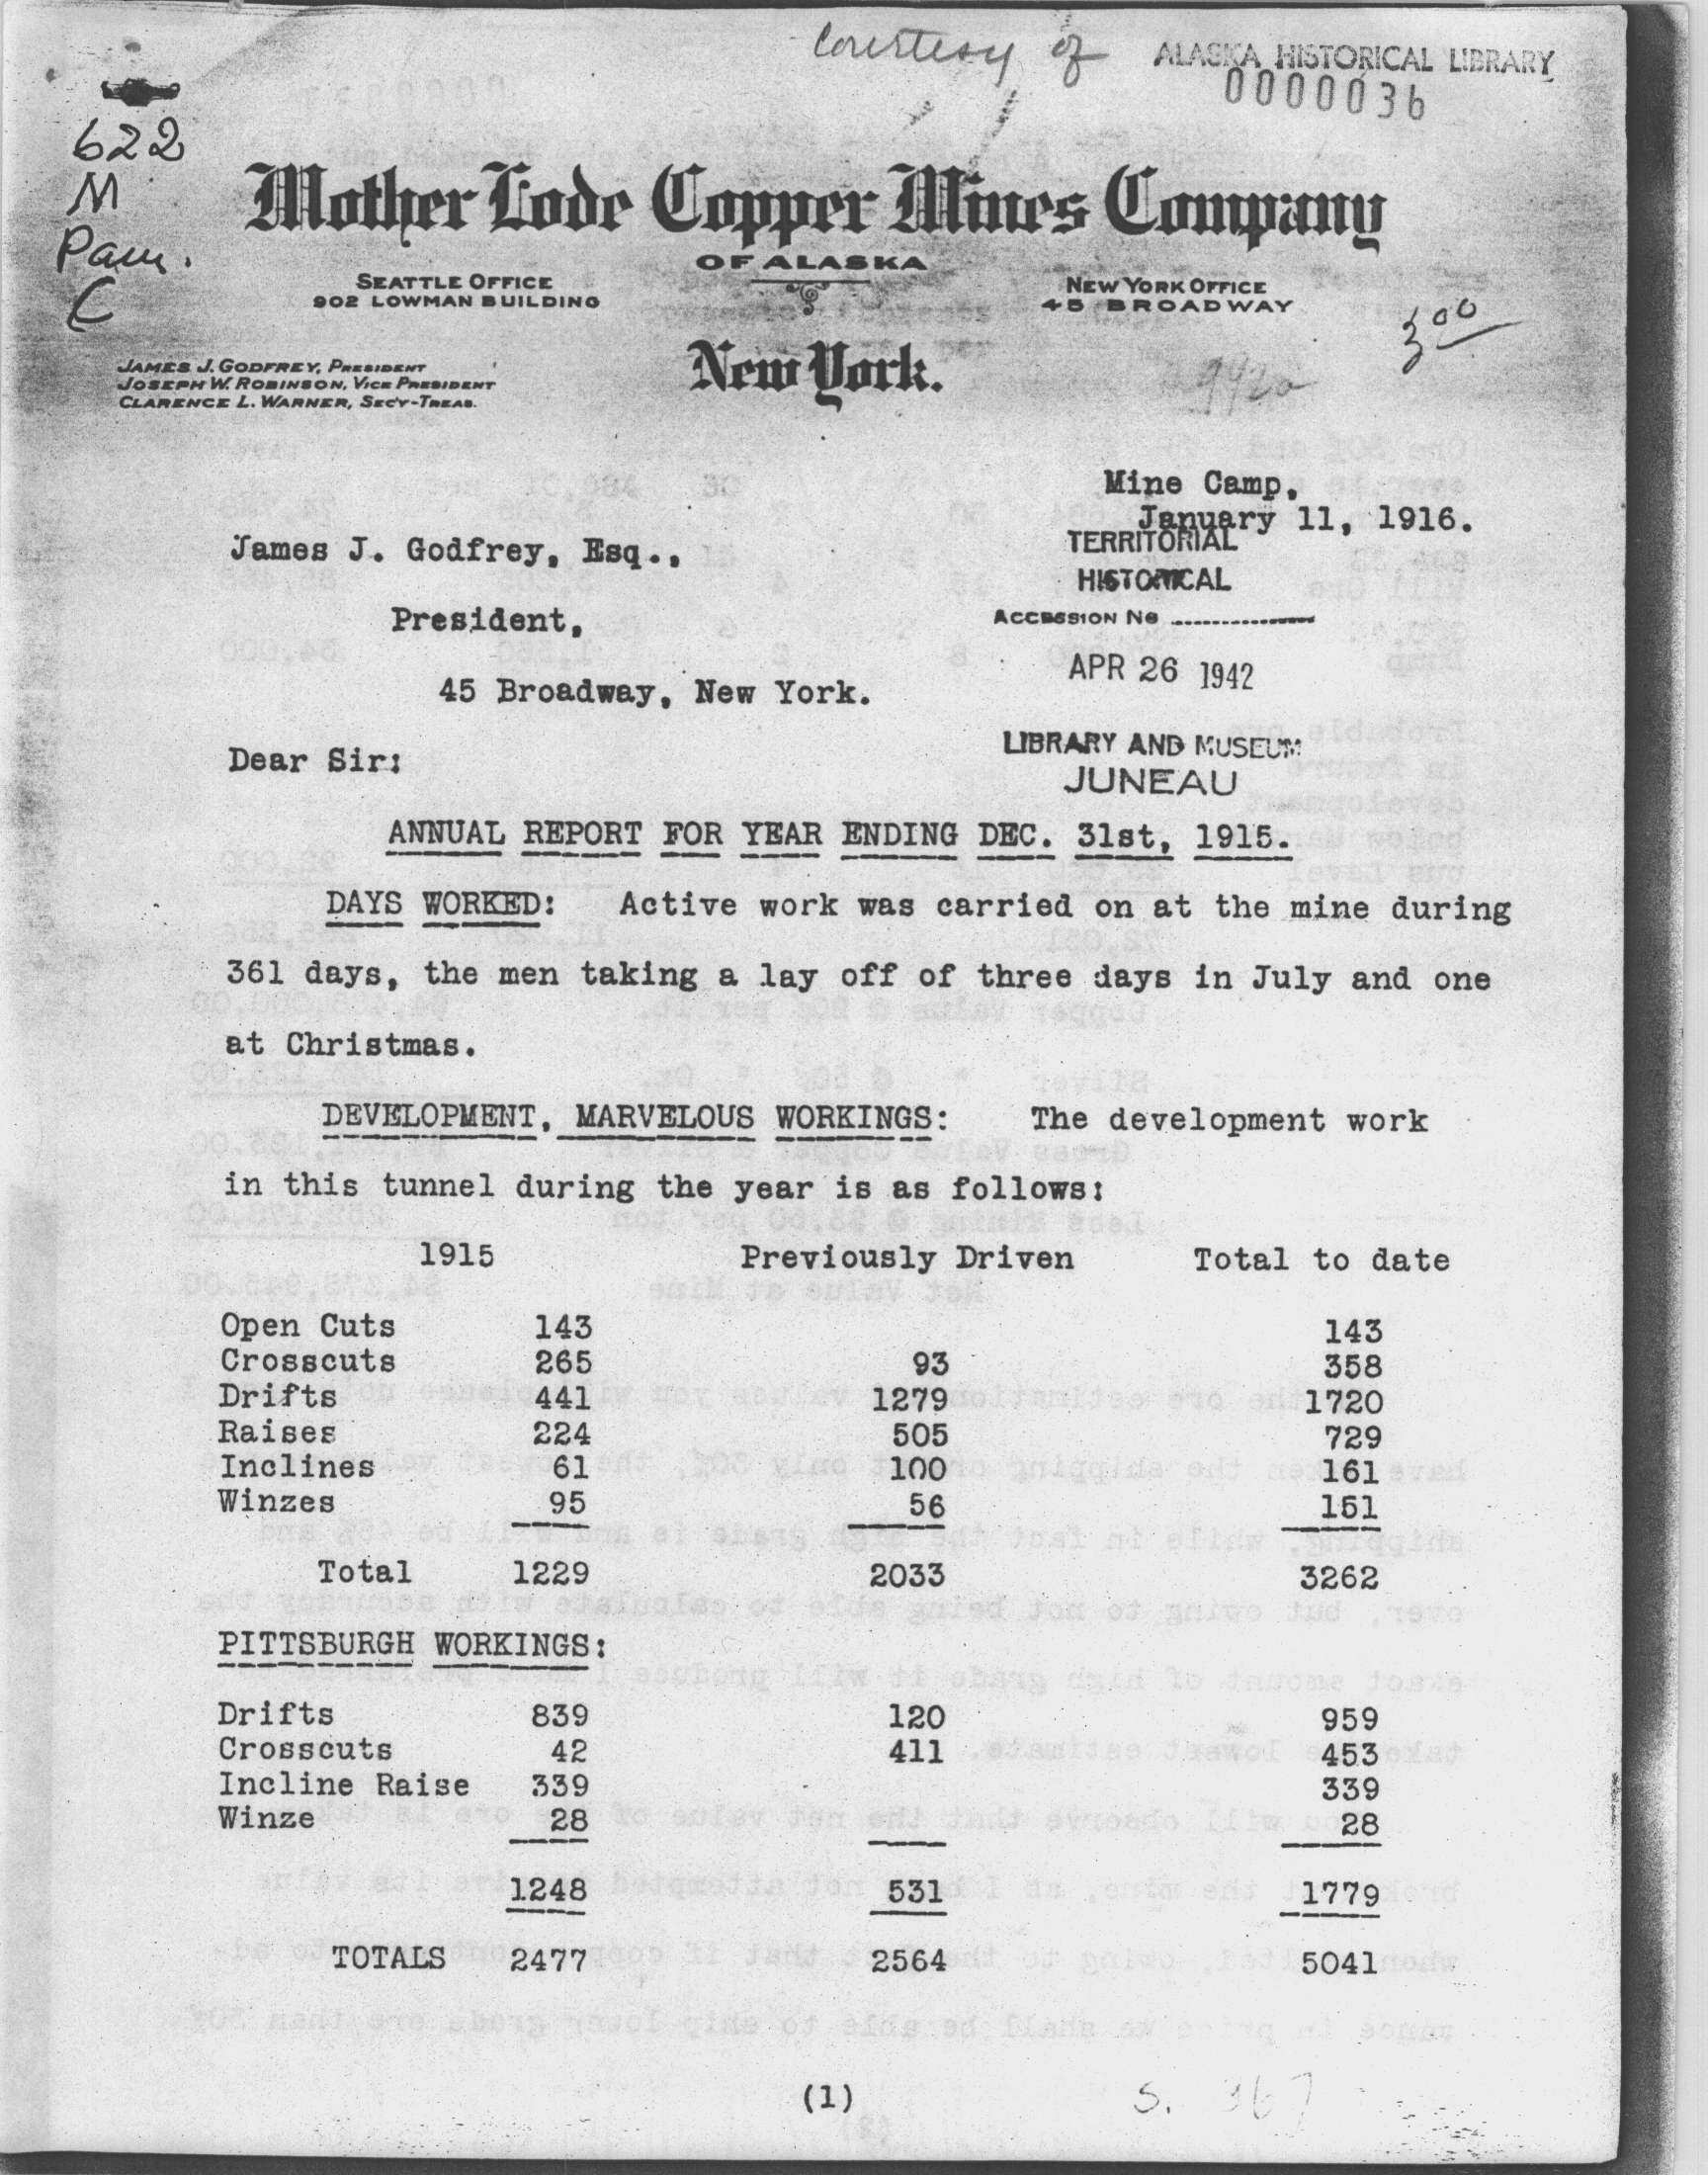 Courtesy of ALASKA HISTORICAL LIBRARY
0000036
622
M
Pam.
C
Mother Lode Copper Mines Company
OF ALASKA
SEATTLE OFFICE
902 LOWMAN BUILDING
NEW YORK OFFICE
45 BROADWAY
3 00
New York.
9420
JAMES J. GODFREY, PRESIDENT
JOSEPH W. ROBINSON, VICE PRESIDENT
CLARENCE L. WARNER, SEC'Y-TREAS.
Mine Camp,
January 11, 1916.
TERRITORIAL
HISTORICAL
ACCESSION No
APR 26 1942
LIBRARY AND MUSEUM
JUNEAU
James J. Godfrey, Esq.,
President,
45 Broadway, New York.
Dear Sir:
ANNUAL REPORT FOR YEAR ENDING DEC. 31st, 1915.
DAYS WORKED: Active work was carried on at the mine during
361 days, the men taking a lay off of three days in July and one
at Christmas.
DEVELOPMENT, MARVELOUS WORKINGS: The development work
in this tunnel during the year is as follows:
1915 Previously Driven Total to date
Open Cuts 143 143
Crosscuts 265 93 358
Drifts 441 1279 1720
Raises 224 505 729
Inclines 61 100 161
Winzes 95 56 151
Total 1229 2033 3262
PITTSBURGH WORKINGS:
Drifts 839 120 959
Crosscuts 42 411 453
Incline Raise 339 339
Winze 28 28
1248 531 1779
TOTALS 2477 2564 5041
(1)
S. 367